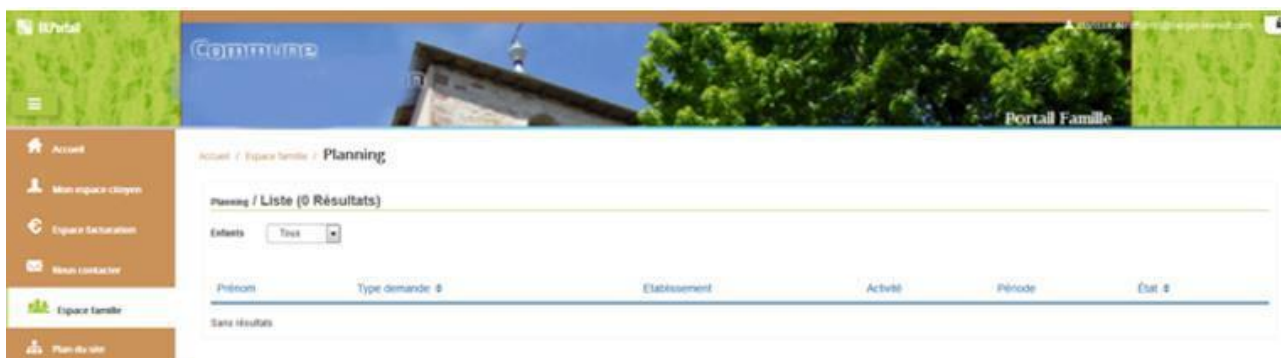 BLPortail
Commune
Portail Famille
Accueil
Accueil / Espace famille / Planning
Mon espace citoyen
Planning / Liste (0 Résultats)
Espace facturation
Enfants Tous
Nous contacter
Prénom Type demande Etablissement Activité Période État
Espace famille
Sans résultats
Plan du site